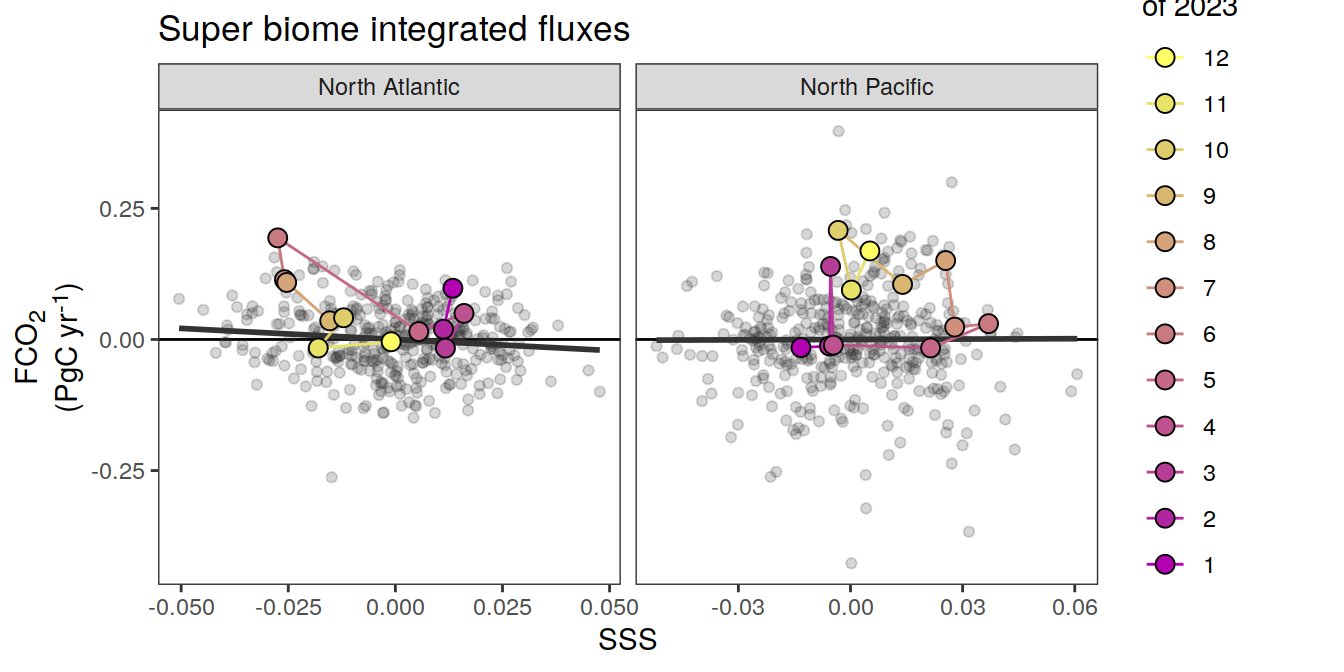 Super biome integrated fluxes
of 2023
North Atlantic
North Pacific
12
11
10
9
8
7
6
5
4
3
2
1
FCO2
(PgC yr-1)
0.25
0.00
-0.25
-0.050 -0.025 0.000 0.025 0.050
-0.03 0.00 0.03 0.06
SSS